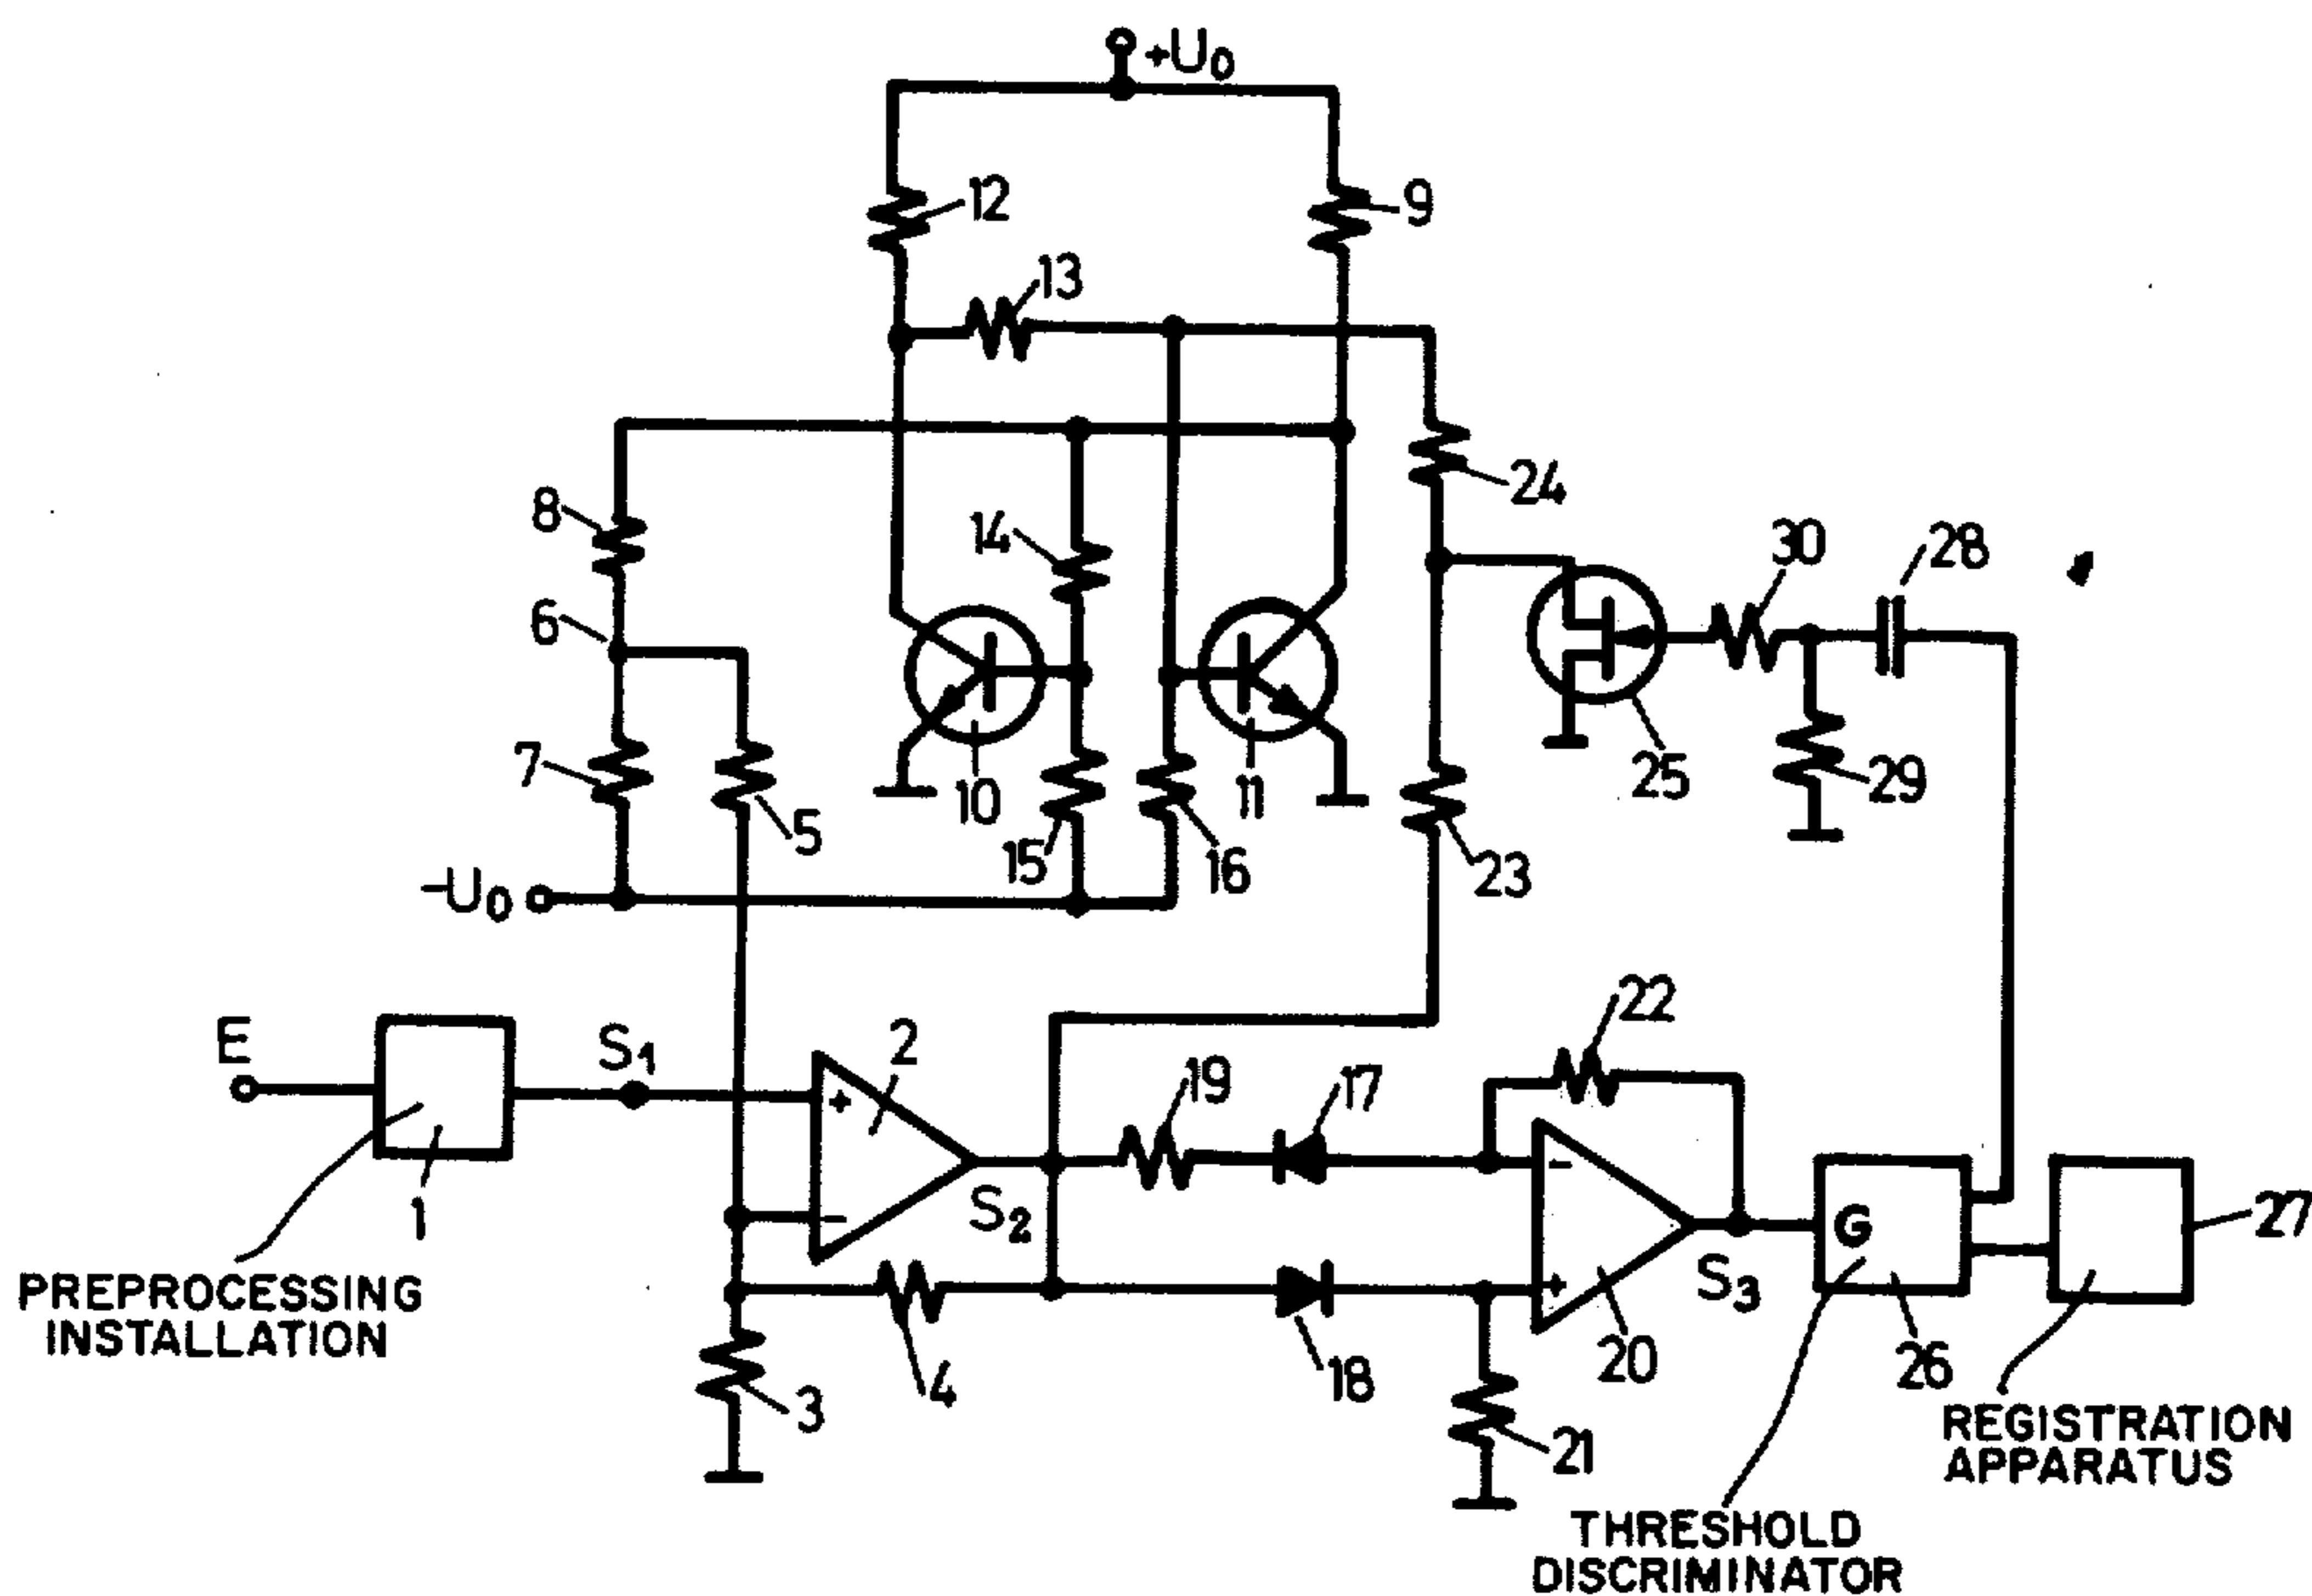 +U0
12
9
13
8
24
14
30
28
6
7
5
10
11
25
29
15
16
23
-U0
E
S1
2
22
19
17
+
-
1
S2
-
G
27
PREPROCESSING
INSTALLATION
+
S3
4
18
20
26
3
21
REGISTRATION
APPARATUS
THRESHOLD
DISCRIMINATOR